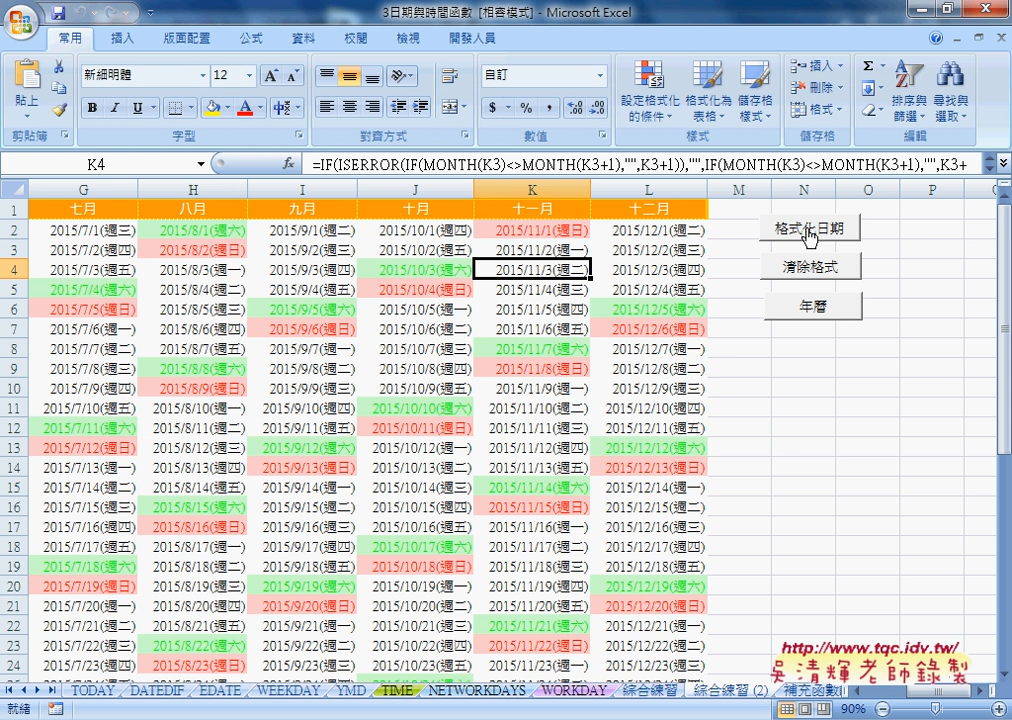 3日期與時間函數 [相容模式] - Microsoft Excel
常用 插入 版面配置 公式 資料 校閱 檢視 開發人員
貼上 新細明體 12 自訂 設定格式化的條件 格式化為表格 儲存格樣式 插入 刪除 格式 排序與篩選 尋找與選取
剪貼簿 字型 對齊方式 數值 樣式 儲存格 編輯
K4 fx =IF(ISERROR(IF(MONTH(K3)<>MONTH(K3+1),"",K3+1)),"",IF(MONTH(K3)<>MONTH(K3+1),"",K3+
G H I J K L M N O P
1 七月 八月 九月 十月 十一月 十二月
2 2015/7/1(週三) 2015/8/1(週六) 2015/9/1(週二) 2015/10/1(週四) 2015/11/1(週日) 2015/12/1(週二) 格式化日期
3 2015/7/2(週四) 2015/8/2(週日) 2015/9/2(週三) 2015/10/2(週五) 2015/11/2(週一) 2015/12/2(週三)
4 2015/7/3(週五) 2015/8/3(週一) 2015/9/3(週四) 2015/10/3(週六) 2015/11/3(週二) 2015/12/3(週四) 清除格式
5 2015/7/4(週六) 2015/8/4(週二) 2015/9/4(週五) 2015/10/4(週日) 2015/11/4(週三) 2015/12/4(週五)
6 2015/7/5(週日) 2015/8/5(週三) 2015/9/5(週六) 2015/10/5(週一) 2015/11/5(週四) 2015/12/5(週六) 年曆
7 2015/7/6(週一) 2015/8/6(週四) 2015/9/6(週日) 2015/10/6(週二) 2015/11/6(週五) 2015/12/6(週日)
8 2015/7/7(週二) 2015/8/7(週五) 2015/9/7(週一) 2015/10/7(週三) 2015/11/7(週六) 2015/12/7(週一)
9 2015/7/8(週三) 2015/8/8(週六) 2015/9/8(週二) 2015/10/8(週四) 2015/11/8(週日) 2015/12/8(週二)
10 2015/7/9(週四) 2015/8/9(週日) 2015/9/9(週三) 2015/10/9(週五) 2015/11/9(週一) 2015/12/9(週三)
11 2015/7/10(週五) 2015/8/10(週一) 2015/9/10(週四) 2015/10/10(週六) 2015/11/10(週二) 2015/12/10(週四)
12 2015/7/11(週六) 2015/8/11(週二) 2015/9/11(週五) 2015/10/11(週日) 2015/11/11(週三) 2015/12/11(週五)
13 2015/7/12(週日) 2015/8/12(週三) 2015/9/12(週六) 2015/10/12(週一) 2015/11/12(週四) 2015/12/12(週六)
14 2015/7/13(週一) 2015/8/13(週四) 2015/9/13(週日) 2015/10/13(週二) 2015/11/13(週五) 2015/12/13(週日)
15 2015/7/14(週二) 2015/8/14(週五) 2015/9/14(週一) 2015/10/14(週三) 2015/11/14(週六) 2015/12/14(週一)
16 2015/7/15(週三) 2015/8/15(週六) 2015/9/15(週二) 2015/10/15(週四) 2015/11/15(週日) 2015/12/15(週二)
17 2015/7/16(週四) 2015/8/16(週日) 2015/9/16(週三) 2015/10/16(週五) 2015/11/16(週一) 2015/12/16(週三)
18 2015/7/17(週五) 2015/8/17(週一) 2015/9/17(週四) 2015/10/17(週六) 2015/11/17(週二) 2015/12/17(週四)
19 2015/7/18(週六) 2015/8/18(週二) 2015/9/18(週五) 2015/10/18(週日) 2015/11/18(週三) 2015/12/18(週五)
20 2015/7/19(週日) 2015/8/19(週三) 2015/9/19(週六) 2015/10/19(週一) 2015/11/19(週四) 2015/12/19(週六)
21 2015/7/20(週一) 2015/8/20(週四) 2015/9/20(週日) 2015/10/20(週二) 2015/11/20(週五) 2015/12/20(週日)
22 2015/7/21(週二) 2015/8/21(週五) 2015/9/21(週一) 2015/10/21(週三) 2015/11/21(週六) 2015/12/21(週一)
23 2015/7/22(週三) 2015/8/22(週六) 2015/9/22(週二) 2015/10/22(週四) 2015/11/22(週日) 2015/12/22(週二)
24 2015/7/23(週四) 2015/8/23(週日) 2015/9/23(週三) 2015/10/23(週五) 2015/11/23(週一) 2015/12/23(週三)
http://www.tqc.idv.tw/
吳清輝老師錄製
TODAY DATEDIF EDATE WEEKDAY YMD TIME NETWORKDAYS WORKDAY 綜合練習 綜合練習 (2) 補充函數
就緒 90%